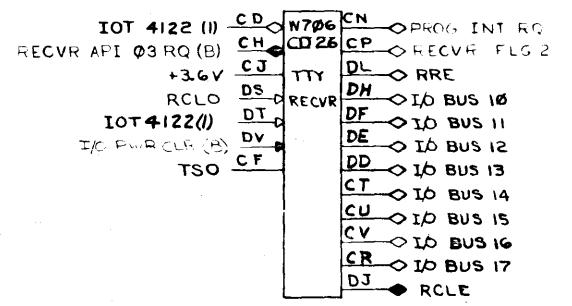 IOT 4122 (1) CD W706 CN PROG INT RQ
RECVR API Ø3 RQ (B) CH CD26 CP RECVR FLG 2
+3.6V CJ TTY DL RRE
RCLO DS RECVR DH I/O BUS 1Ø
IOT 4122(1) DT DF I/O BUS 11
I/O PWR CLR (B) DV DE I/O BUS 12
TSO CF DD I/O BUS 13
CT I/O BUS 14
CU I/O BUS 15
CV I/O BUS 16
CR I/O BUS 17
DJ RCLE